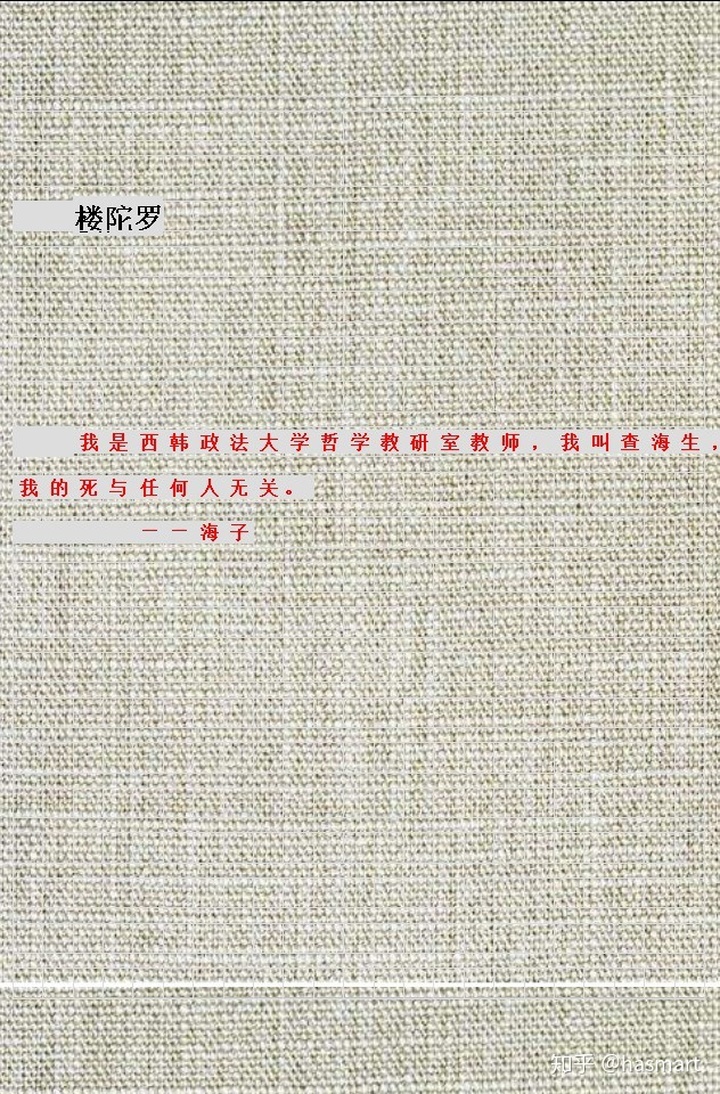 楼陀罗
我是西韩政法大学哲学教研室教师，我叫查海生，
我的死与任何人无关。
——海子
知乎 @hasmart